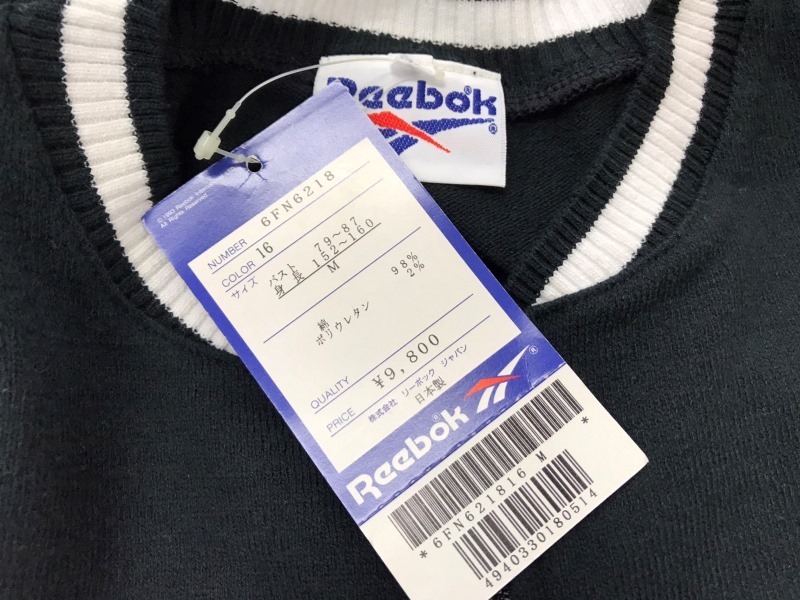 Reebok
®
© 1993 Reebok International
All Rights Reserved
NUMBER 6FN6218
COLOR 16
サイズ バスト 79~87
身長 152~160
M
綿 98%
ポリウレタン 2%
QUALITY
¥9,800
PRICE
株式会社 リーボック ジャパン
日本製
Reebok ®
*6FN621816 M *
4940330180514